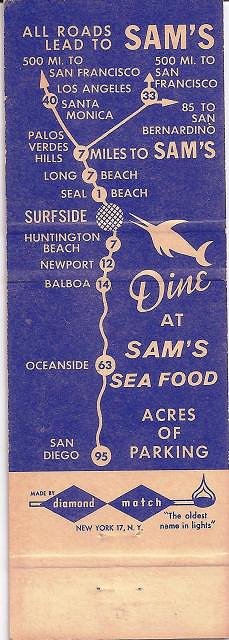 ALL ROADS
LEAD TO SAM'S
500 MI. TO
SAN FRANCISCO
500 MI. TO
SAN
FRANCISCO
LOS ANGELES
40
SANTA
MONICA
33
85 TO
SAN
BERNARDINO
PALOS
VERDES
HILLS
7 MILES TO SAM'S
LONG 7 BEACH
SEAL 1 BEACH
SURFSIDE
HUNTINGTON
BEACH
7
NEWPORT 12
BALBOA 14
Dine
AT
SAM'S
SEA FOOD
OCEANSIDE 63
ACRES
OF
PARKING
SAN
DIEGO
95
MADE BY
diamond match
NEW YORK 17, N.Y.
"The oldest
name in lights"